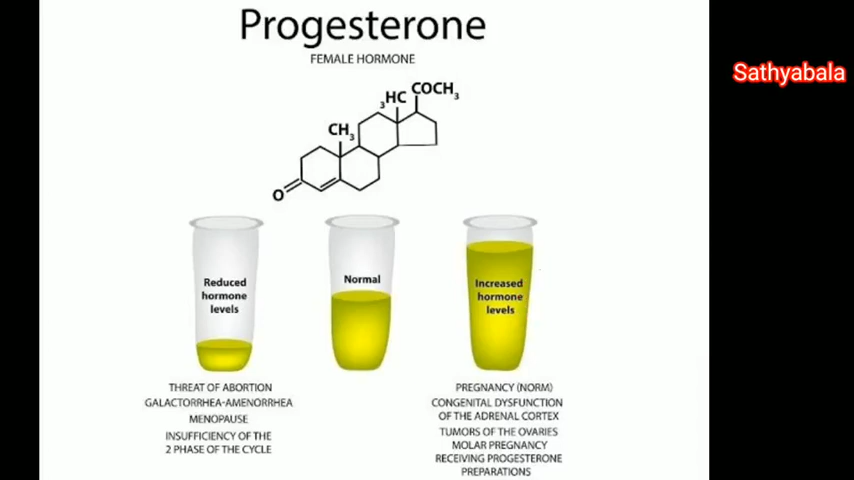 Progesterone
FEMALE HORMONE
Sathyabala
COCH3
3HC
CH3
O
Reduced
hormone
levels
Normal
Increased
hormone
levels
THREAT OF ABORTION
GALACTORRHEA-AMENORRHEA
MENOPAUSE
INSUFFICIENCY OF THE
2 PHASE OF THE CYCLE
PREGNANCY (NORM)
CONGENITAL DYSFUNCTION
OF THE ADRENAL CORTEX
TUMORS OF THE OVARIES
MOLAR PREGNANCY
RECEIVING PROGESTERONE
PREPARATIONS